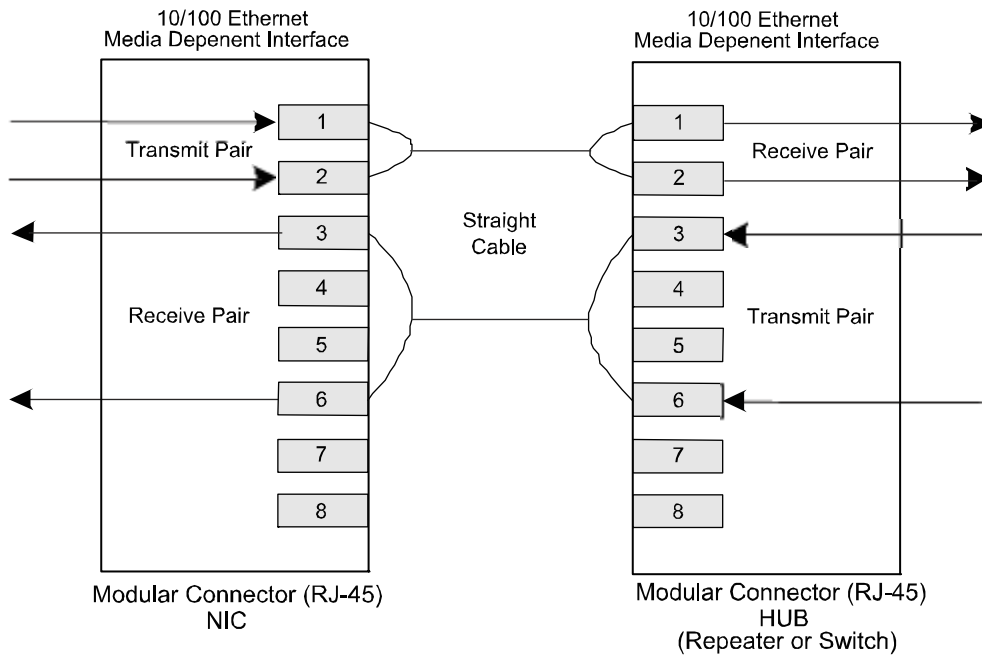 10/100 Ethernet
Media Depenent Interface
1
Transmit Pair
2
3
4
Receive Pair
5
6
7
8
Modular Connector (RJ-45)
NIC
Straight
Cable
10/100 Ethernet
Media Depenent Interface
1
Receive Pair
2
3
4
Transmit Pair
5
6
7
8
Modular Connector (RJ-45)
HUB
(Repeater or Switch)